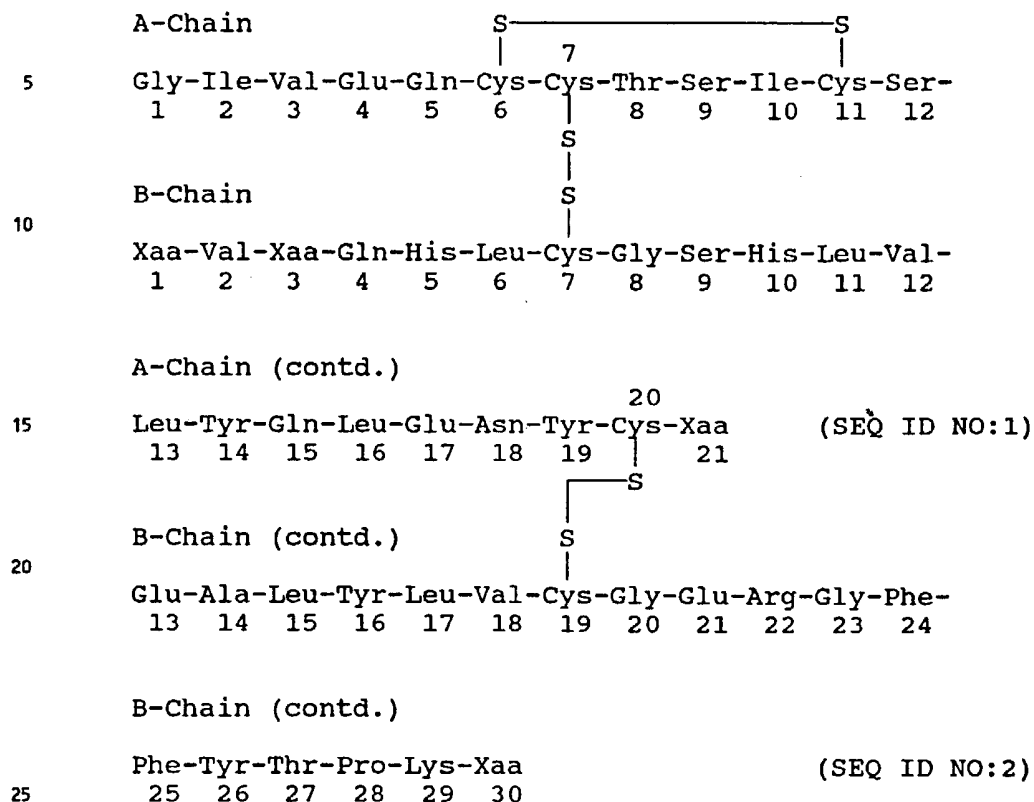 A-Chain S S
7
5 Gly-Ile-Val-Glu-Gln-Cys-Cys-Thr-Ser-Ile-Cys-Ser-
1 2 3 4 5 6 7 8 9 10 11 12
S
B-Chain S
10
Xaa-Val-Xaa-Gln-His-Leu-Cys-Gly-Ser-His-Leu-Val-
1 2 3 4 5 6 7 8 9 10 11 12
A-Chain (contd.)
20
15 Leu-Tyr-Gln-Leu-Glu-Asn-Tyr-Cys-Xaa (SEQ ID NO:1)
13 14 15 16 17 18 19 21
S
S
B-Chain (contd.)
20
Glu-Ala-Leu-Tyr-Leu-Val-Cys-Gly-Glu-Arg-Gly-Phe-
13 14 15 16 17 18 19 20 21 22 23 24
B-Chain (contd.)
Phe-Tyr-Thr-Pro-Lys-Xaa (SEQ ID NO:2)
25 25 26 27 28 29 30